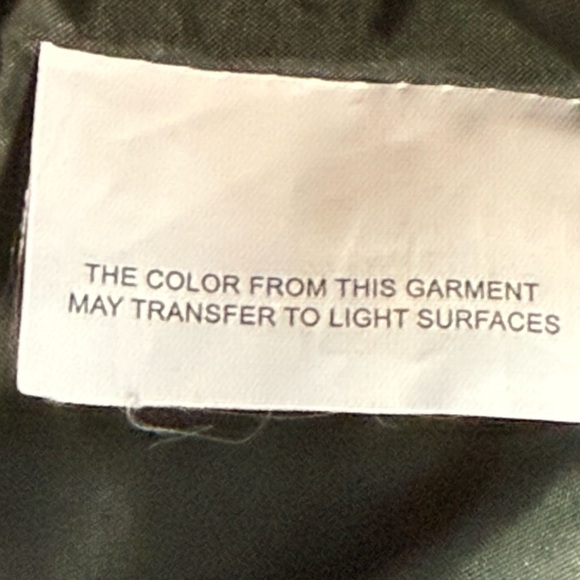 THE COLOR FROM THIS GARMENT
MAY TRANSFER TO LIGHT SURFACES